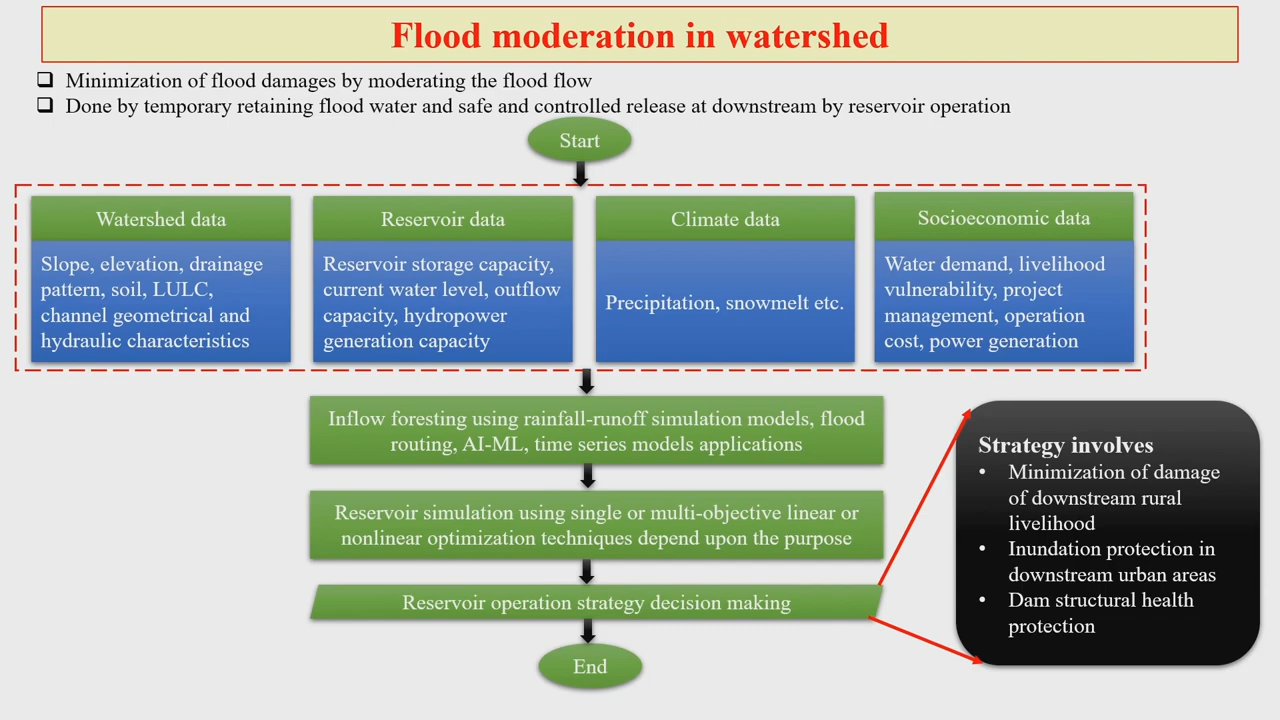 Flood moderation in watershed
Minimization of flood damages by moderating the flood flow
Done by temporary retaining flood water and safe and controlled release at downstream by reservoir operation
Start
Watershed data
Slope, elevation, drainage
pattern, soil, LULC,
channel geometrical and
hydraulic characteristics
Reservoir data
Reservoir storage capacity,
current water level, outflow
capacity, hydropower
generation capacity
Climate data
Precipitation, snowmelt etc.
Socioeconomic data
Water demand, livelihood
vulnerability, project
management, operation
cost, power generation
Inflow foresting using rainfall-runoff simulation models, flood
routing, AI-ML, time series models applications
Reservoir simulation using single or multi-objective linear or
nonlinear optimization techniques depend upon the purpose
Reservoir operation strategy decision making
End
Strategy involves
• Minimization of damage
of downstream rural
livelihood
• Inundation protection in
downstream urban areas
• Dam structural health
protection